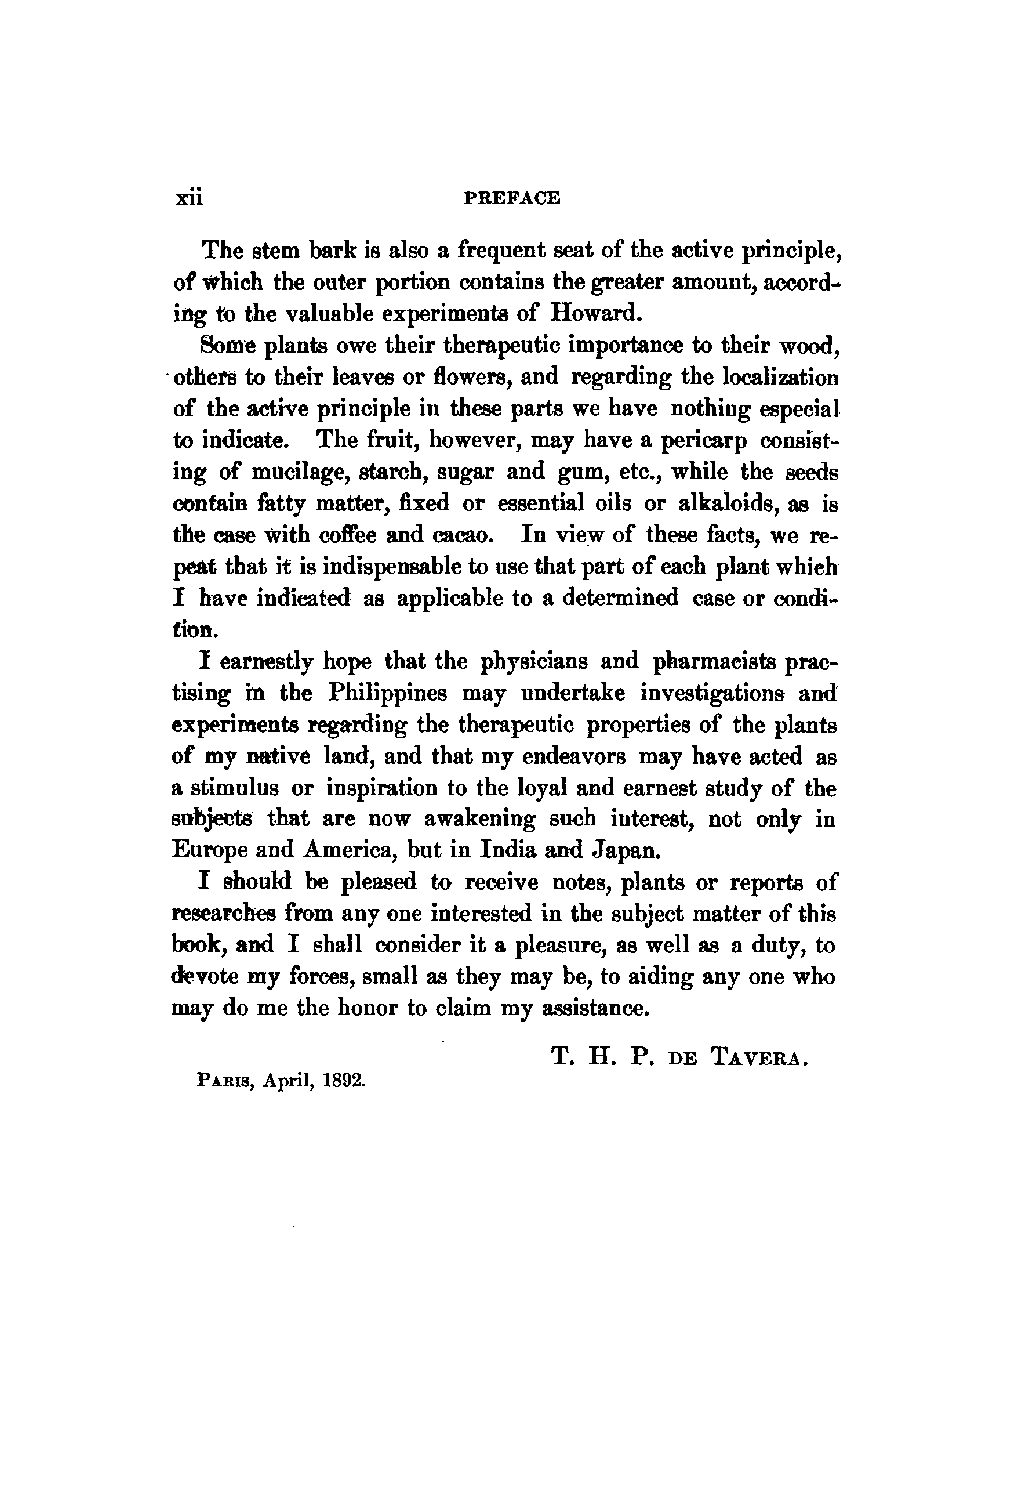 xii PREFACE
The stem bark is also a frequent seat of the active principle,
of which the outer portion contains the greater amount, accord-
ing to the valuable experiments of Howard.
Some plants owe their therapeutic importance to their wood,
others to their leaves or flowers, and regarding the localization
of the active principle in these parts we have nothing especial
to indicate. The fruit, however, may have a pericarp consist-
ing of mucilage, starch, sugar and gum, etc., while the seeds
contain fatty matter, fixed or essential oils or alkaloids, as is
the case with coffee and cacao. In view of these facts, we re-
peat that it is indispensable to use that part of each plant which
I have indicated as applicable to a determined case or condi-
tion.
I earnestly hope that the physicians and pharmacists prac-
tising in the Philippines may undertake investigations and
experiments regarding the therapeutic properties of the plants
of my native land, and that my endeavors may have acted as
a stimulus or inspiration to the loyal and earnest study of the
subjects that are now awakening such interest, not only in
Europe and America, but in India and Japan.
I should be pleased to receive notes, plants or reports of
researches from any one interested in the subject matter of this
book, and I shall consider it a pleasure, as well as a duty, to
devote my forces, small as they may be, to aiding any one who
may do me the honor to claim my assistance.
T. H. P. DE TAVERA.
PARIS, April, 1892.